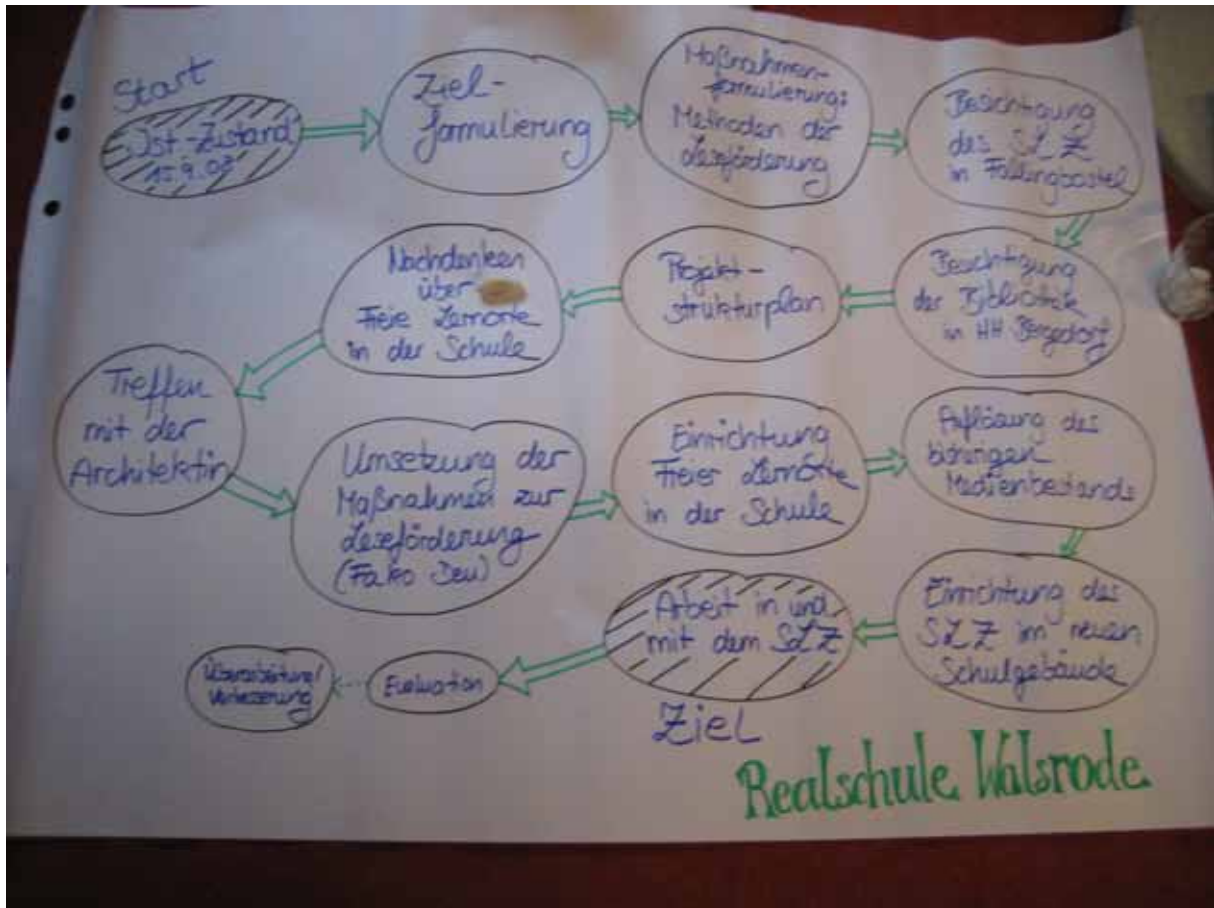 Start
Ist-Zustand
15.9.07
Ziel-
formulierung
Maßnahmen-
formulierung:
Methoden der
Leseförderung
Besichtigung
des SLZ
in Fallingbostel
Besichtigung
der Bibliotek
in HH Bergedorf
Projekt-
strukturplan
Nachdenken
über
Freie Lernorte
in der Schule
Treffen
mit der
Architektin
Umsetzung der
Maßnahmen zur
Leseförderung
(Fako Deu)
Einrichtung
Freier Lernorte
in der Schule
Auflösung des
bisherigen
Medienbestands
Einrichtung des
SLZ im neuen
Schulgebäude
Arbeit in und
mit dem SLZ
Ziel
Evaluation
Überarbeitung/
Verbesserung
Realschule Walsrode